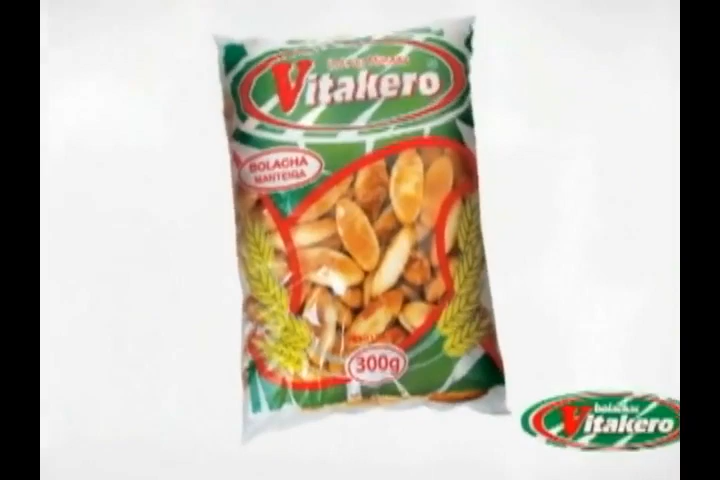 Vitakero
BOLACHA
MANTEIGA
300g
bolachas
Vitakero